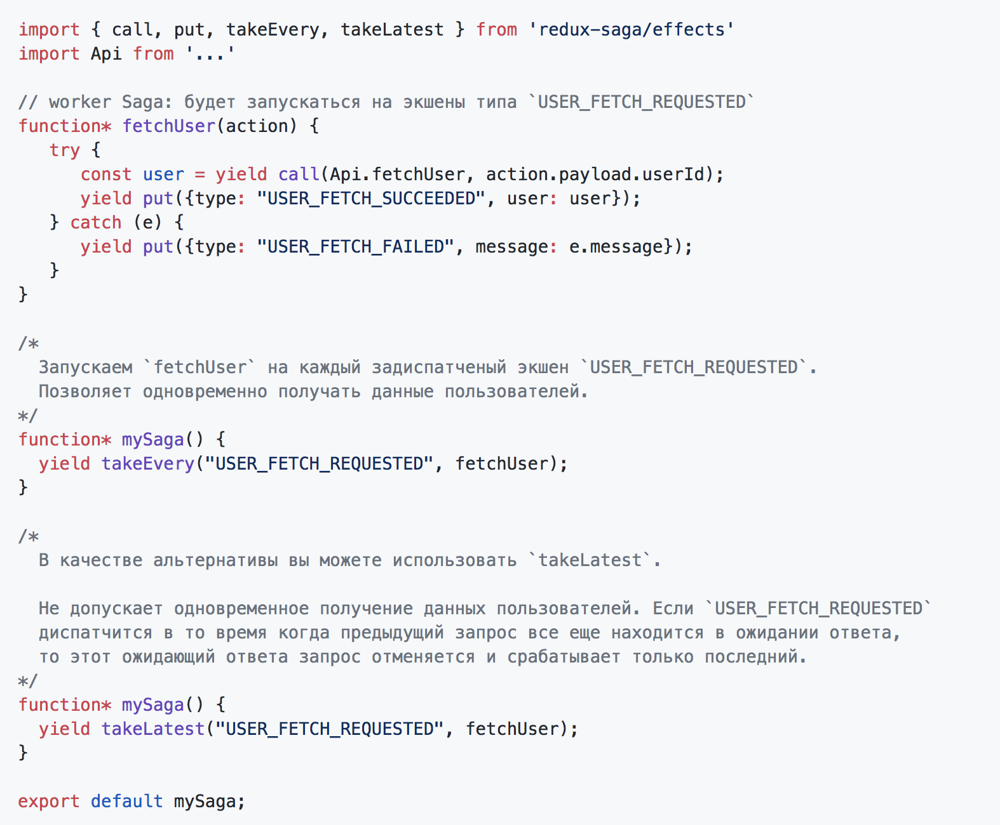 import { call, put, takeEvery, takeLatest } from 'redux-saga/effects'
import Api from '...'
// worker Saga: будет запускаться на экшены типа `USER_FETCH_REQUESTED`
function* fetchUser(action) {
   try {
      const user = yield call(Api.fetchUser, action.payload.userId);
      yield put({type: "USER_FETCH_SUCCEEDED", user: user});
   } catch (e) {
      yield put({type: "USER_FETCH_FAILED", message: e.message});
   }
}
/*
  Запускаем `fetchUser` на каждый задиспатченый экшен `USER_FETCH_REQUESTED`.
  Позволяет одновременно получать данные пользователей.
*/
function* mySaga() {
  yield takeEvery("USER_FETCH_REQUESTED", fetchUser);
}
/*
  В качестве альтернативы вы можете использовать `takeLatest`.
  Не допускает одновременное получение данных пользователей. Если `USER_FETCH_REQUESTED`
  диспатчится в то время когда предыдущий запрос все еще находится в ожидании ответа,
  то этот ожидающий ответа запрос отменяется и срабатывает только последний.
*/
function* mySaga() {
  yield takeLatest("USER_FETCH_REQUESTED", fetchUser);
}
export default mySaga;